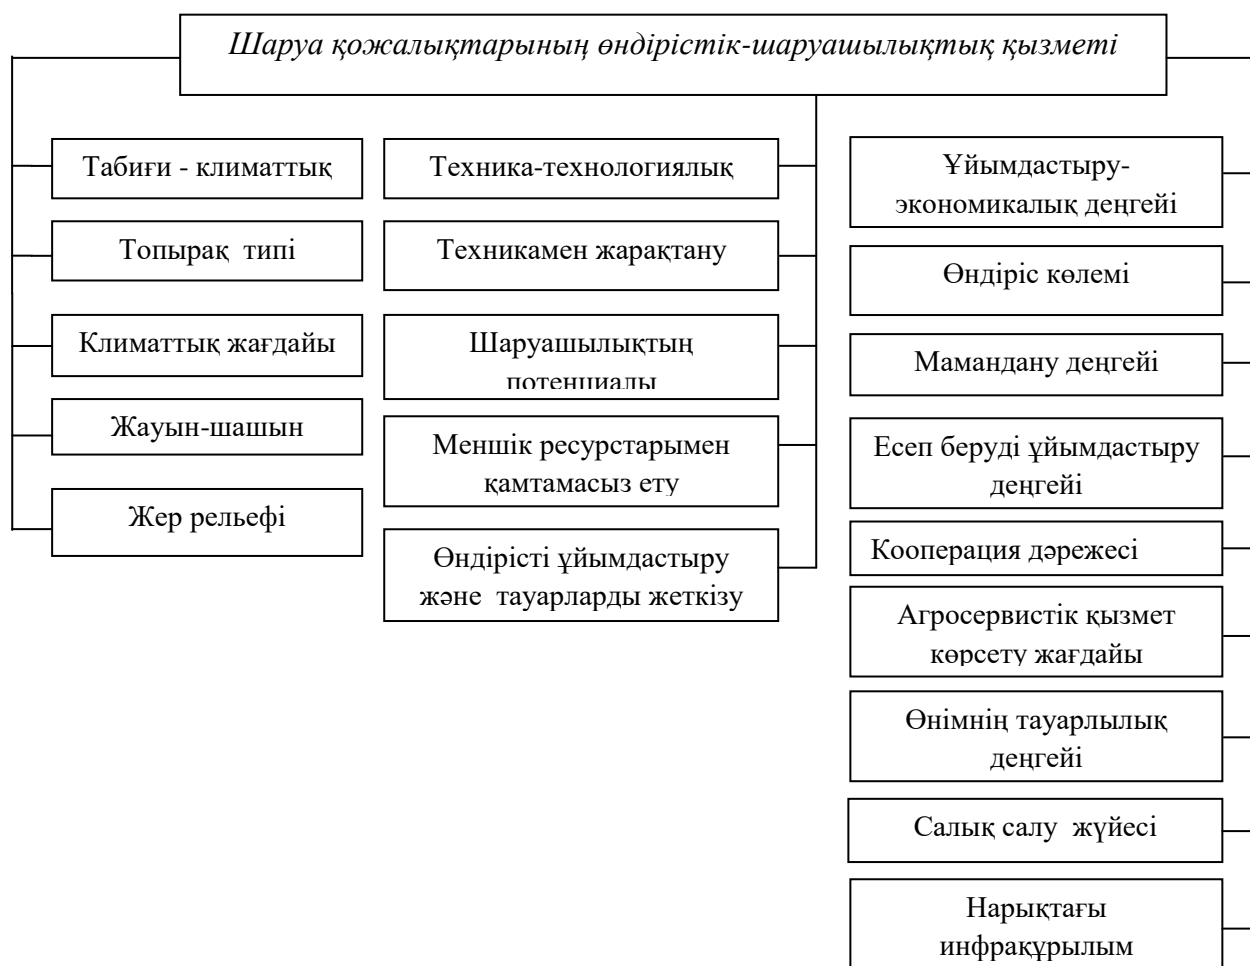 Шаруа қожалықтарының өндірістік-шаруашылықтық қызметі
Табиғи - климаттық
Топырақ типі
Климаттық жағдайы
Жауын-шашын
Жер рельефі
Техника-технологиялық
Техникамен жарақтану
Шаруашылықтың
потенциалы
Меншік ресурстарымен
қамтамасыз ету
Өндірісті ұйымдастыру
және тауарларды жеткізу
Ұйымдастыру-
экономикалық деңгейі
Өндіріс көлемі
Мамандану деңгейі
Есеп беруді ұйымдастыру
деңгейі
Кооперация дәрежесі
Агросервистік қызмет
көрсету жағдайы
Өнімнің тауарлылық
деңгейі
Салық салу жүйесі
Нарықтағы
инфрақұрылым